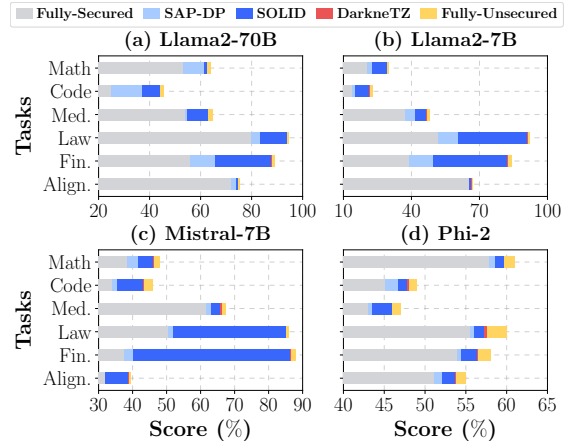 Fully-Secured SAP-DP SOLID DarkneTZ Fully-Unsecured
(a) Llama2-70B (b) Llama2-7B
Tasks
Math
Code
Med.
Law
Fin.
Align.
20 40 60 80 100
10 40 70 100
(c) Mistral-7B (d) Phi-2
Tasks
Math
Code
Med.
Law
Fin.
Align.
30 40 50 60 70 80 90
40 45 50 55 60 65
Score (%) Score (%)